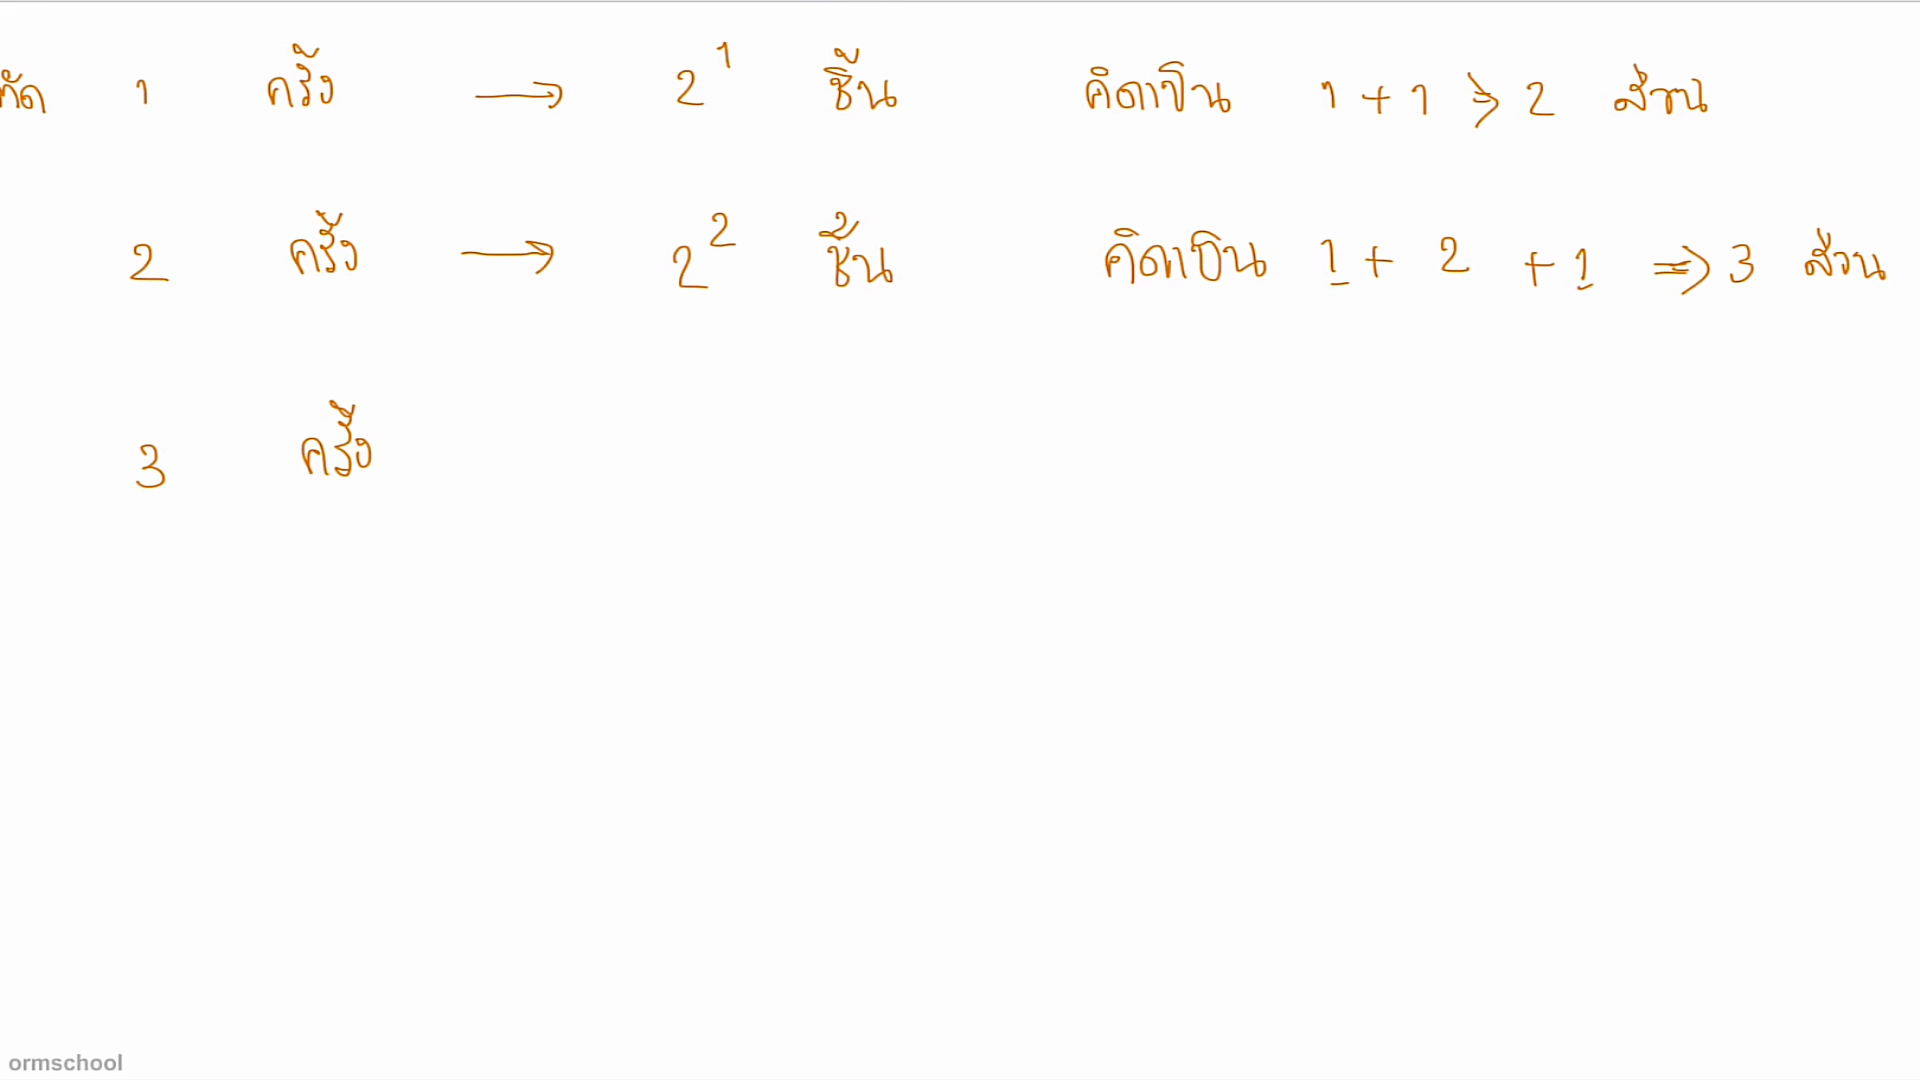 ตัด 1 ครั้ง → 2¹ ชิ้น คิดเป็น 1 + 1 ⇒ 2 ส่วน
2 ครั้ง → 2² ชิ้น คิดเป็น 1 + 2 + 1 ⇒ 3 ส่วน
3 ครั้ง
ormschool